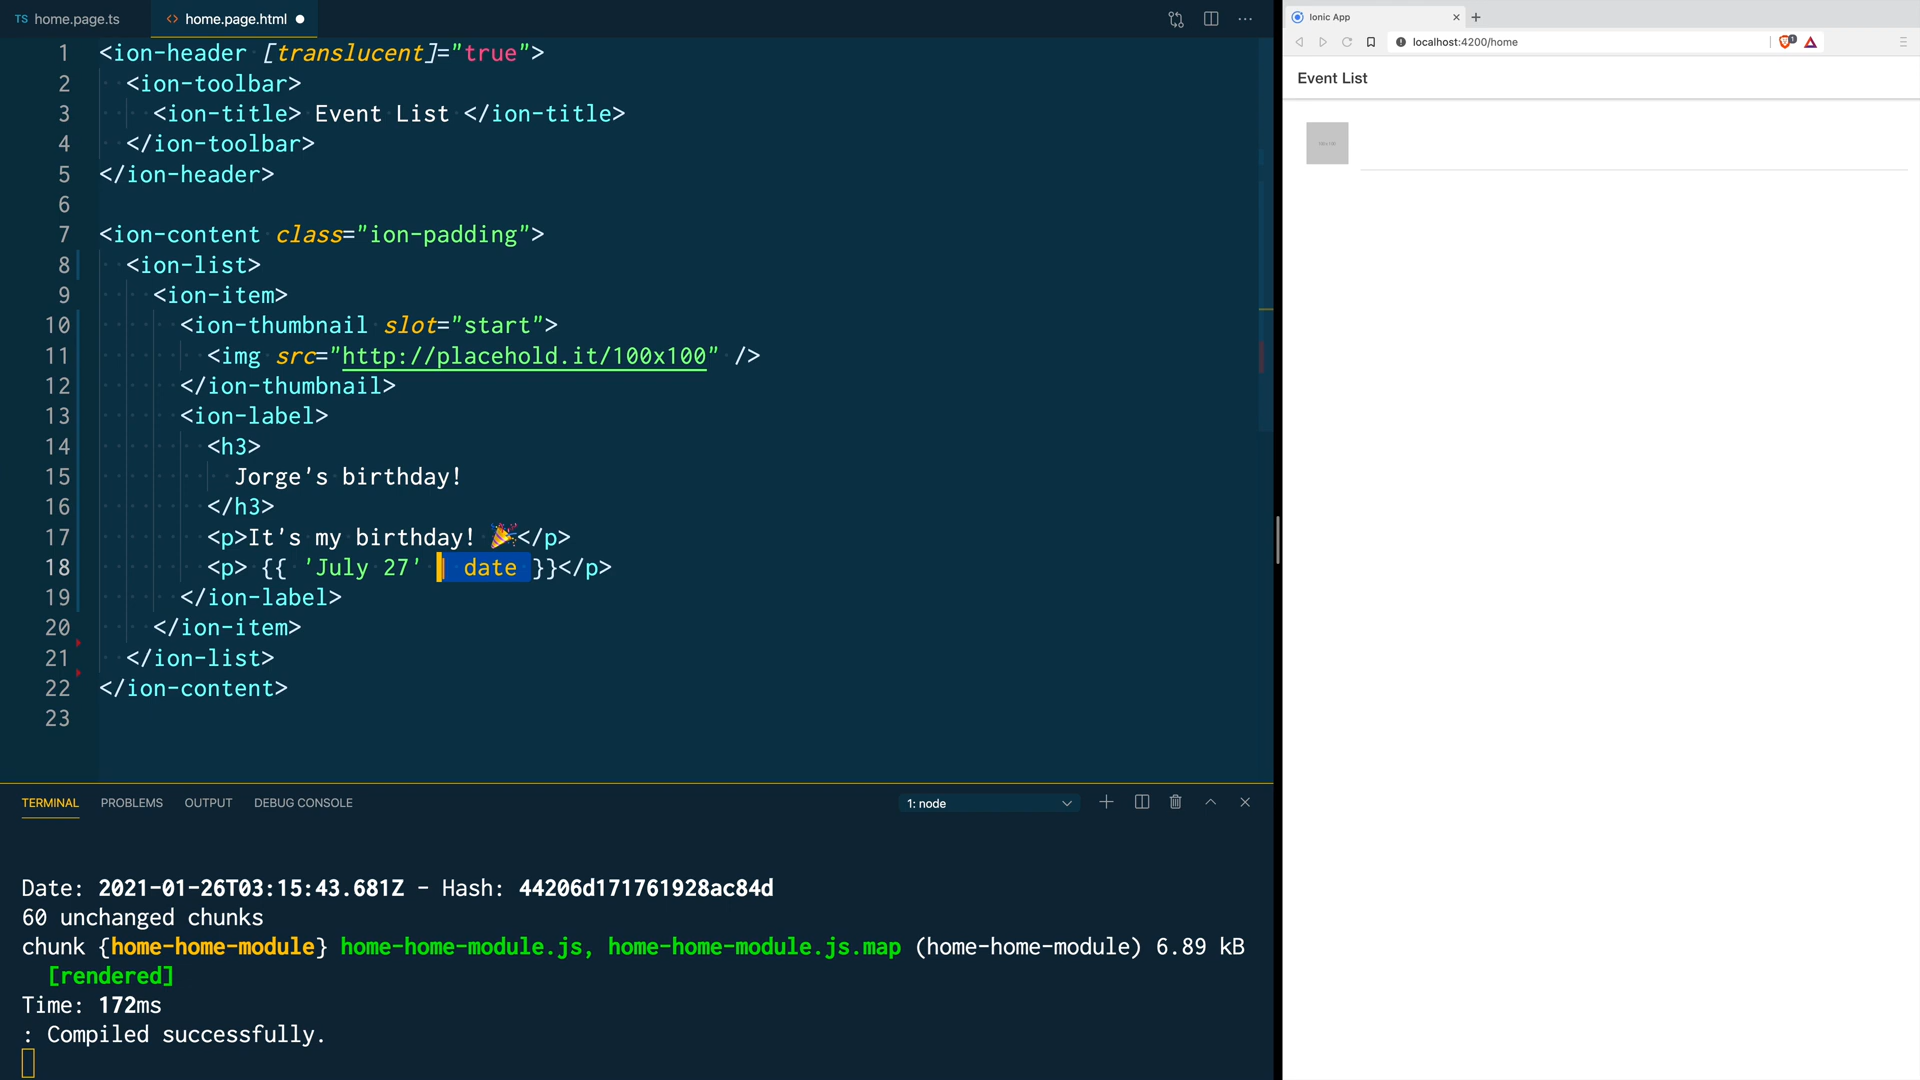 TS home.page.ts
<> home.page.html
1 <ion-header [translucent]="true">
2 <ion-toolbar>
3 <ion-title> Event List </ion-title>
4 </ion-toolbar>
5 </ion-header>
6
7 <ion-content class="ion-padding">
8 <ion-list>
9 <ion-item>
10 <ion-thumbnail slot="start">
11 <img src="http://placehold.it/100x100" />
12 </ion-thumbnail>
13 <ion-label>
14 <h3>
15 Jorge's birthday!
16 </h3>
17 <p>It's my birthday! 🎉</p>
18 <p> {{ 'July 27' | date }}</p>
19 </ion-label>
20 </ion-item>
21 </ion-list>
22 </ion-content>
23
TERMINAL PROBLEMS OUTPUT DEBUG CONSOLE
1: node
Date: 2021-01-26T03:15:43.681Z - Hash: 44206d171761928ac84d
60 unchanged chunks
chunk {home-home-module} home-home-module.js, home-home-module.js.map (home-home-module) 6.89 kB
[rendered]
Time: 172ms
: Compiled successfully.
Ionic App
localhost:4200/home
1
Event List